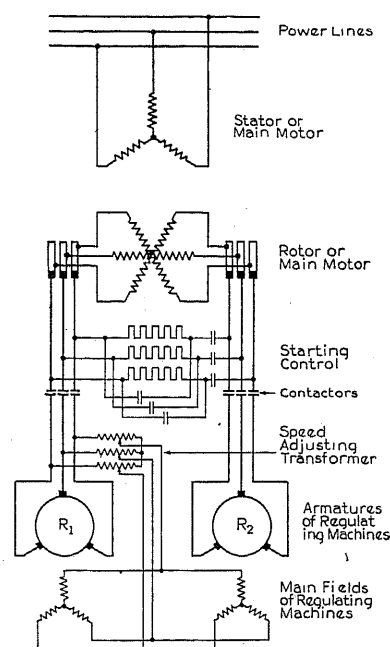 Power Lines
Stator or
Main Motor
Rotor or
Main Motor
Starting
Control
Contactors
Speed
Adjusting
Transformer
R1
R2
Armatures
of Regulat
ing Machines
Main Fields
of Regulating
Machines